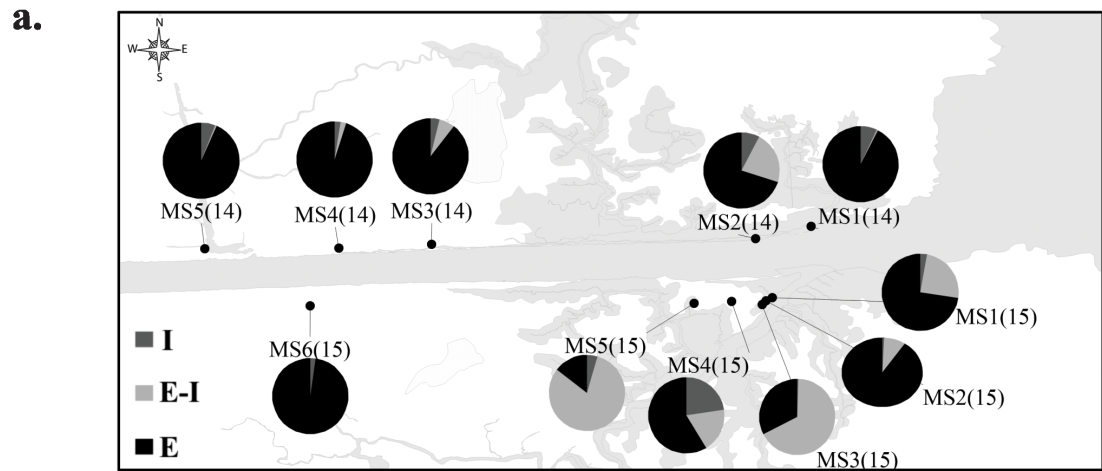 a.
N
W E
S
MS5(14)
MS4(14)
MS3(14)
MS2(14)
MS1(14)
MS1(15)
MS2(15)
MS3(15)
MS4(15)
MS5(15)
MS6(15)
I
E-I
E